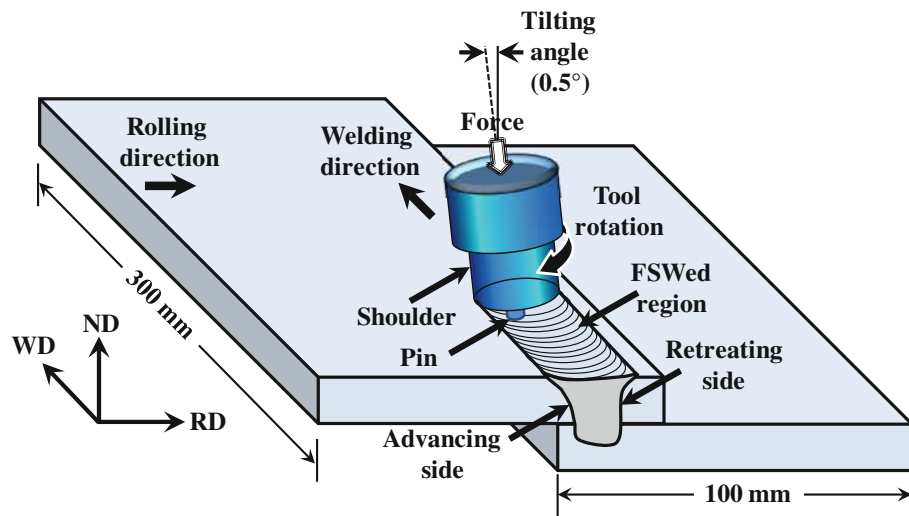 Tilting
angle
(0.5°)
Force
Rolling
direction
Welding
direction
Tool
rotation
FSWed
region
Shoulder
Pin
Retreating
side
300 mm
ND
WD
RD
Advancing
side
100 mm